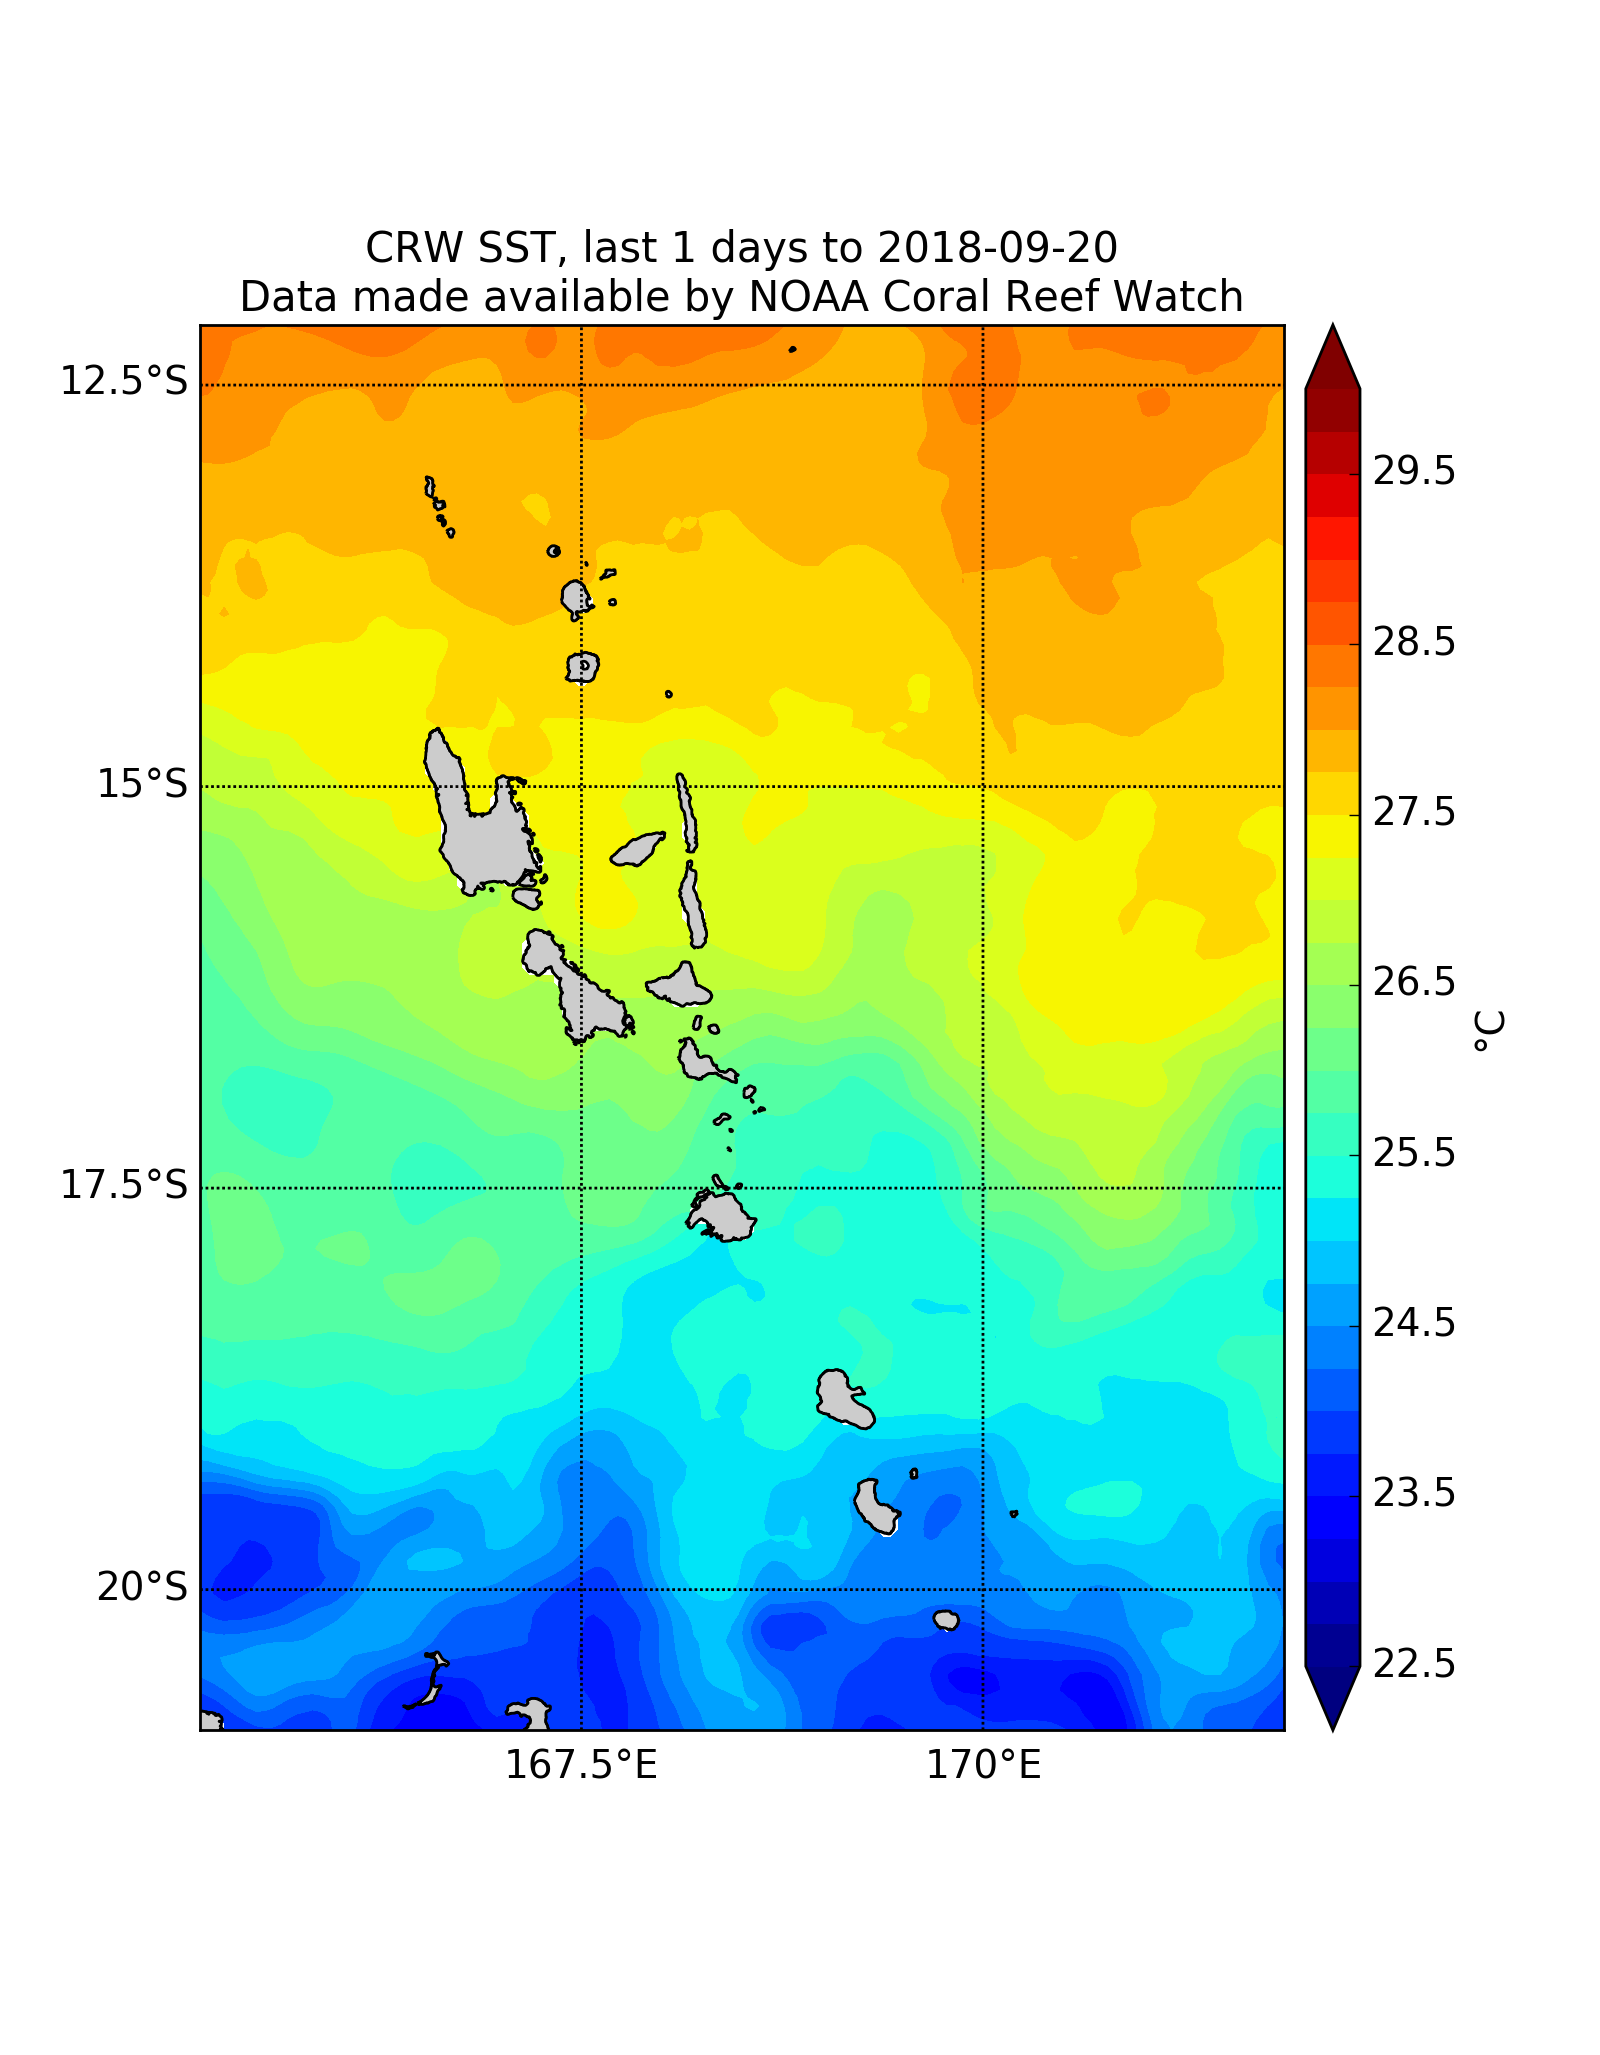 CRW SST, last 1 days to 2018-09-20
Data made available by NOAA Coral Reef Watch
12.5°S
15°S
17.5°S
20°S
167.5°E
170°E
29.5
28.5
27.5
26.5
25.5
24.5
23.5
22.5
°C